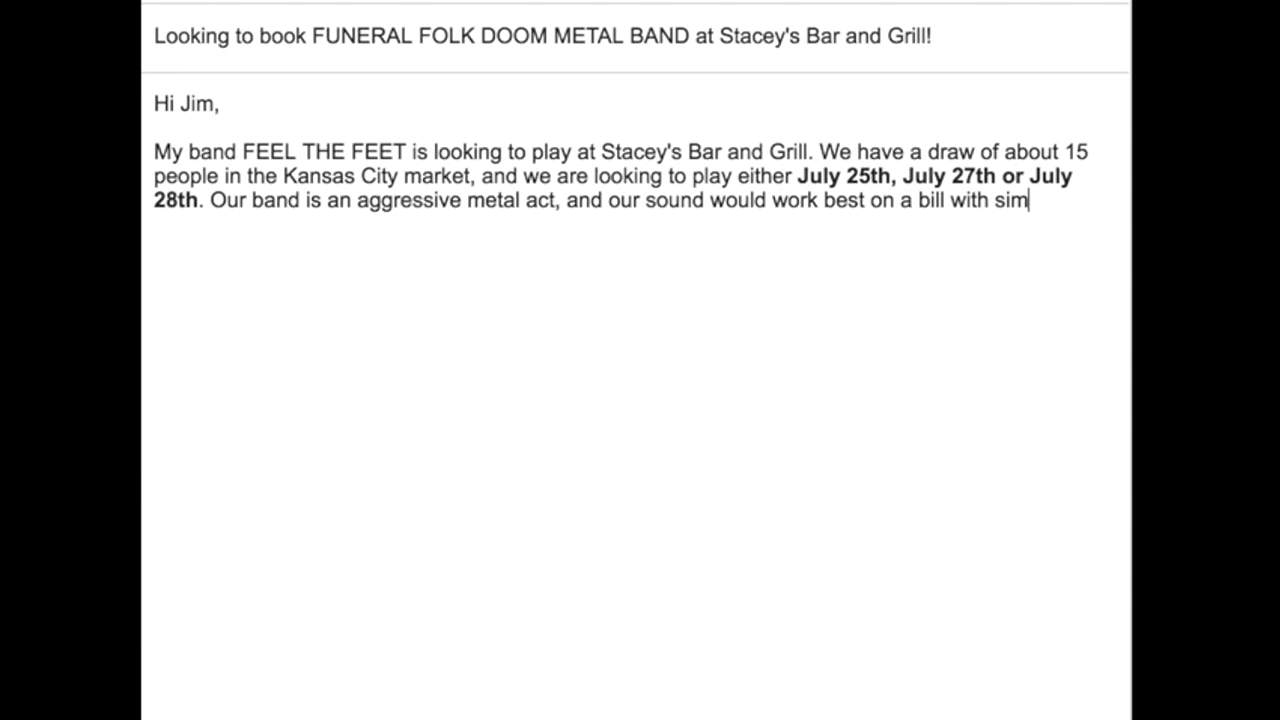 Looking to book FUNERAL FOLK DOOM METAL BAND at Stacey's Bar and Grill!
Hi Jim,
My band FEEL THE FEET is looking to play at Stacey's Bar and Grill. We have a draw of about 15
people in the Kansas City market, and we are looking to play either July 25th, July 27th or July
28th. Our band is an aggressive metal act, and our sound would work best on a bill with sim